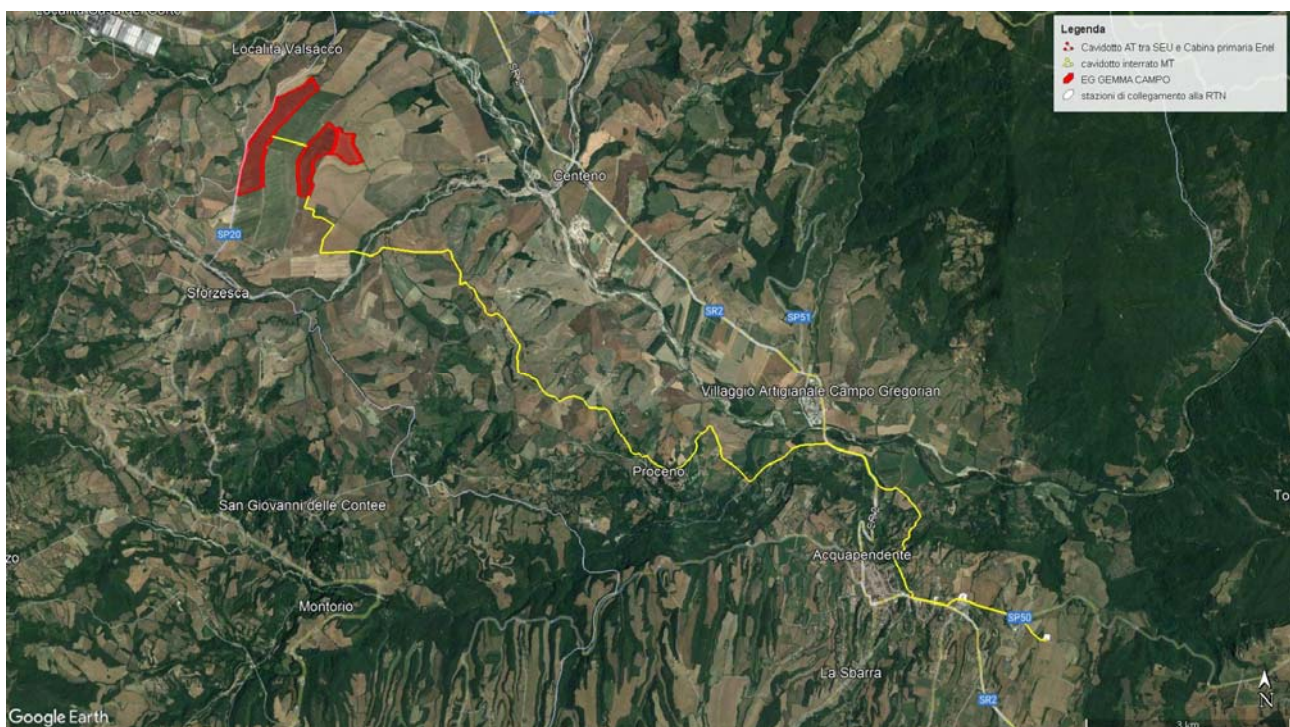 Località Valsacco
Legenda
Cavidotto AT tra SEU e Cabina primaria Enel
cavidotto interrato MT
EG GEMMA CAMPO
stazioni di collegamento alla RTN
Centeno
SP20
Sforzesca
SR2
SP51
Villaggio Artigianale Campo Gregorian
Proceno
San Giovanni delle Contee
To
zo
Acquapendente
Montorio
SP50
La Sbarra
SR2
N
Google Earth
3 km